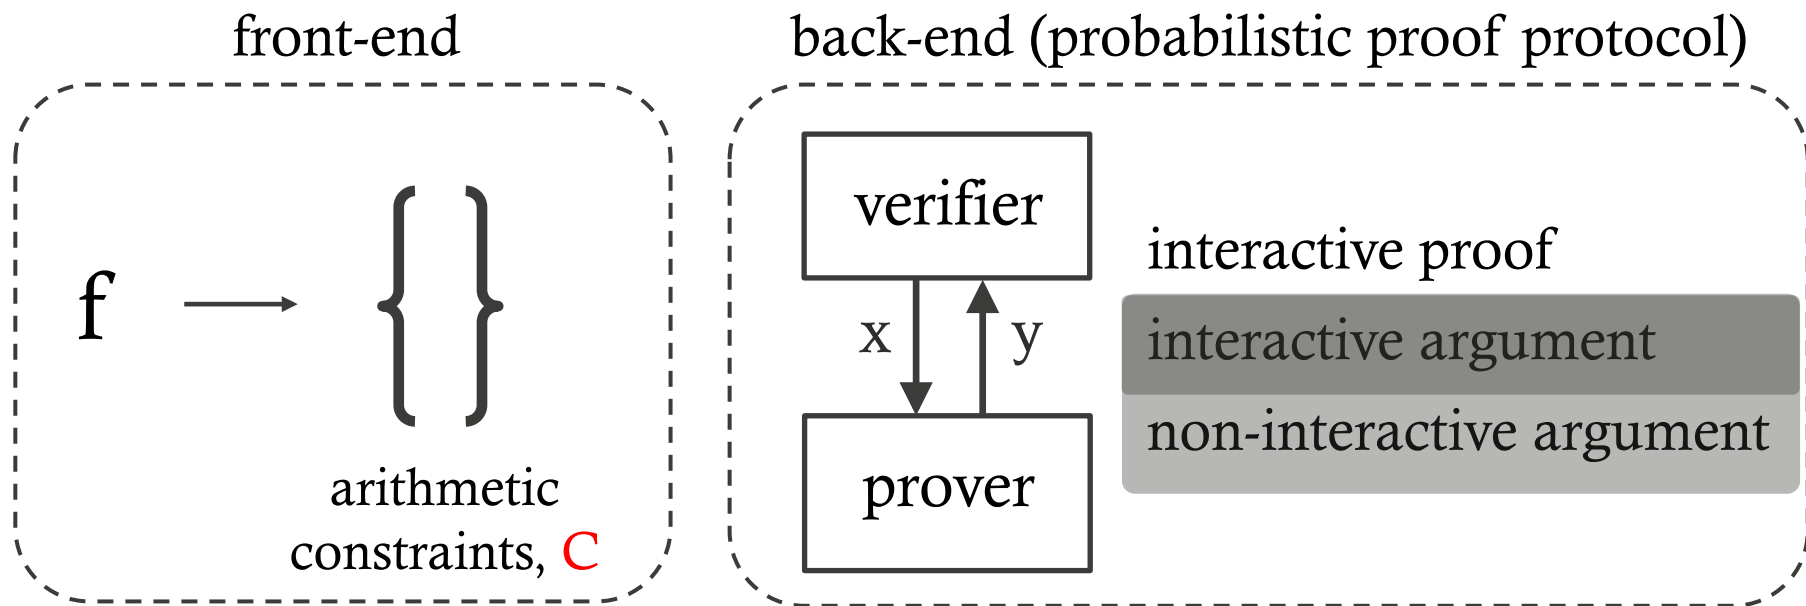 front-end
f
{ }
arithmetic
constraints, C
back-end (probabilistic proof protocol)
verifier
x y
prover
interactive proof
interactive argument
non-interactive argument